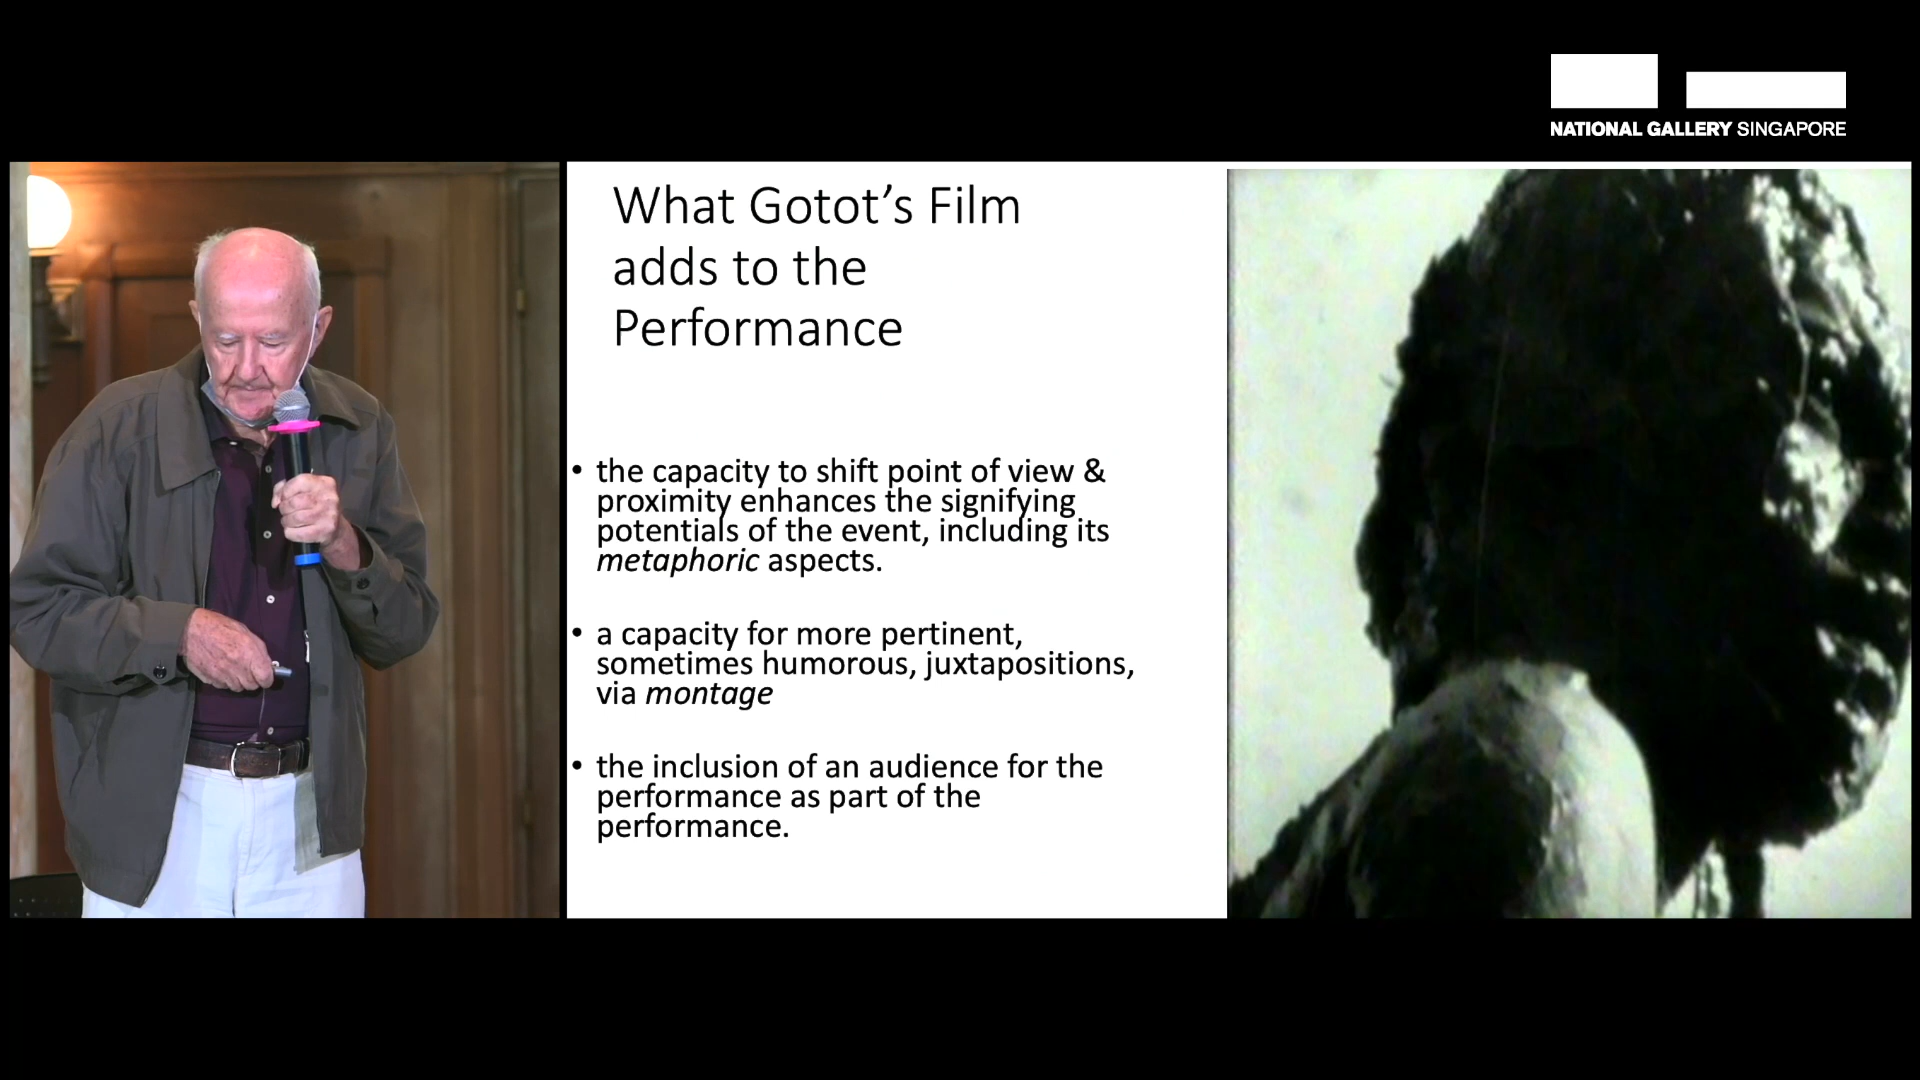 NATIONAL GALLERY SINGAPORE
What Gotot’s Film
adds to the
Performance
• the capacity to shift point of view &
proximity enhances the signifying
potentials of the event, including its
metaphoric aspects.
• a capacity for more pertinent,
sometimes humorous, juxtapositions,
via montage
• the inclusion of an audience for the
performance as part of the
performance.